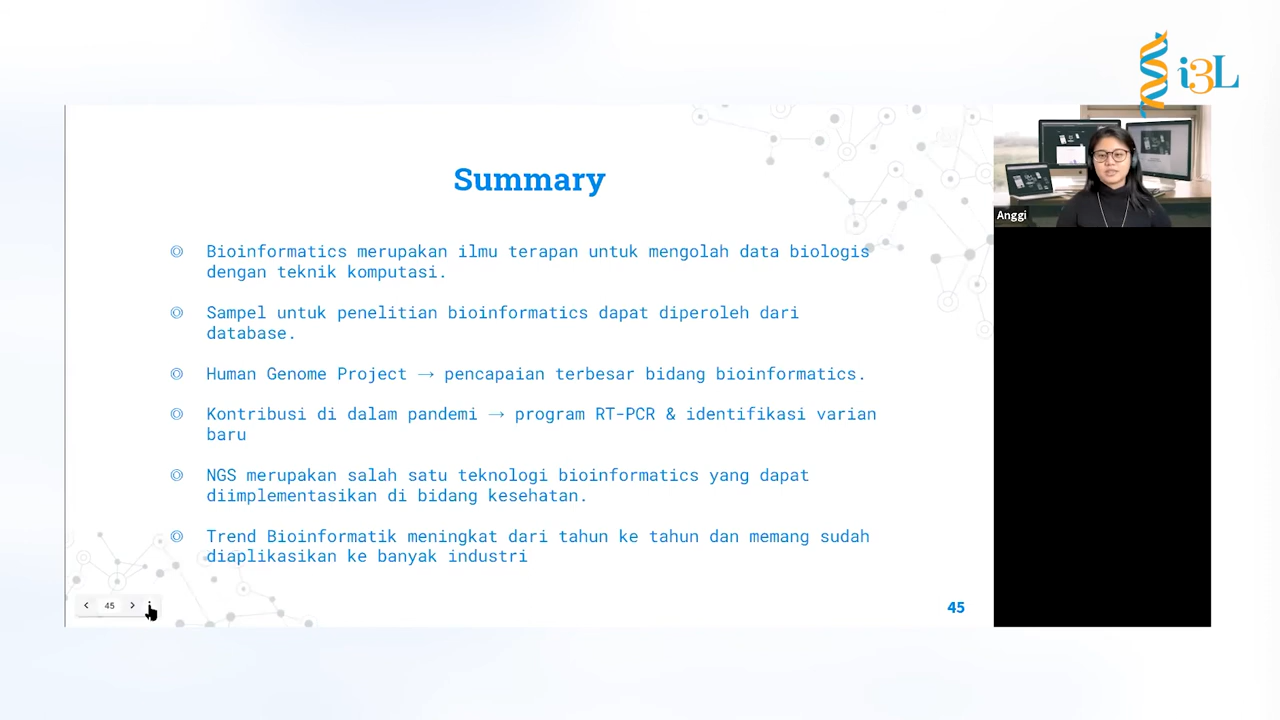 i3L
Summary
Bioinformatics merupakan ilmu terapan untuk mengolah data biologis
dengan teknik komputasi.
Sampel untuk penelitian bioinformatics dapat diperoleh dari
database.
Human Genome Project → pencapaian terbesar bidang bioinformatics.
Kontribusi di dalam pandemi → program RT-PCR & identifikasi varian
baru
NGS merupakan salah satu teknologi bioinformatics yang dapat
diimplementasikan di bidang kesehatan.
Trend Bioinformatik meningkat dari tahun ke tahun dan memang sudah
diaplikasikan ke banyak industri
45
45
Anggi